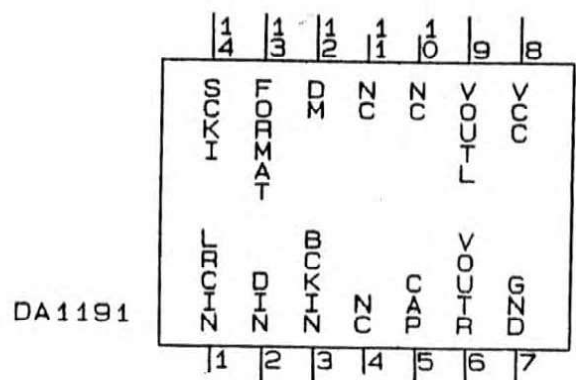 14 13 12 11 10 9 8
SCKI FORMAT DM NC NC VOUTL VCC
LRCIN DIN BCKIN NC CAP VOUTR GND
DA1191
1 2 3 4 5 6 7